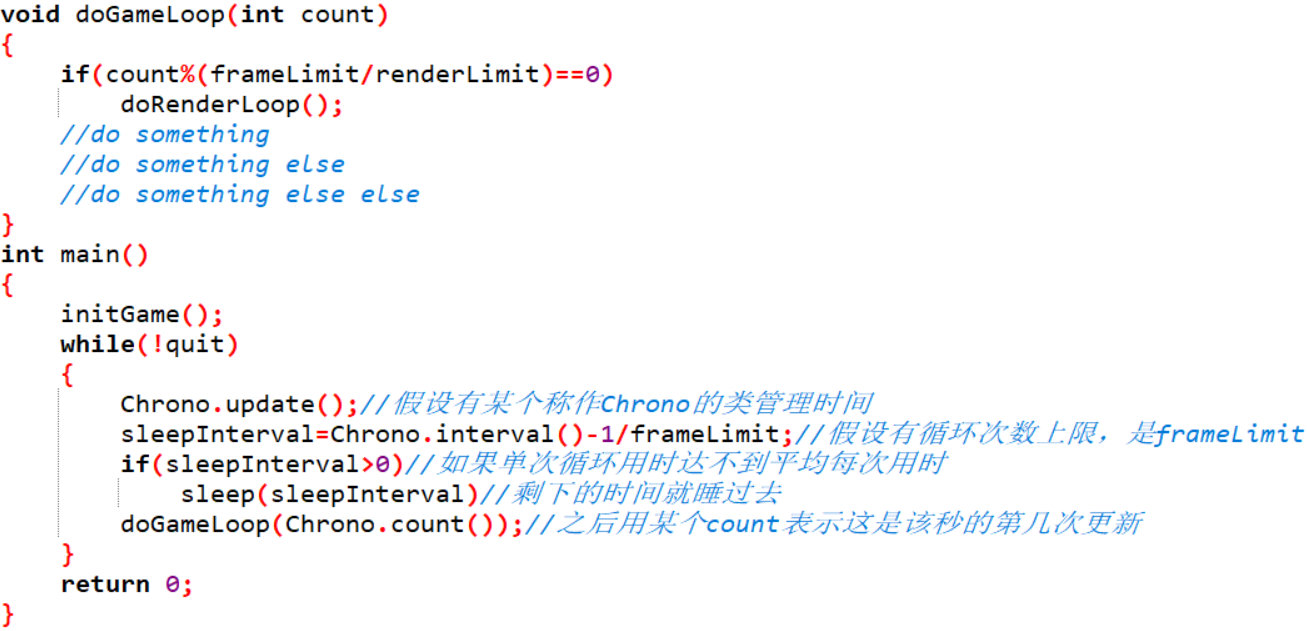 void doGameLoop(int count)
{
    if(count%(frameLimit/renderLimit)==0)
        doRenderLoop();
    //do something
    //do something else
    //do something else else
}
int main()
{
    initGame();
    while(!quit)
    {
        Chrono.update();//假设有某个称作Chrono的类管理时间
        sleepInterval=Chrono.interval()-1/frameLimit;//假设有循环次数上限，是frameLimit
        if(sleepInterval>0)//如果单次循环用时达不到平均每次用时
            sleep(sleepInterval)//剩下的时间就睡过去
        doGameLoop(Chrono.count());//之后用某个count表示这是该秒的第几次更新
    }
    return 0;
}